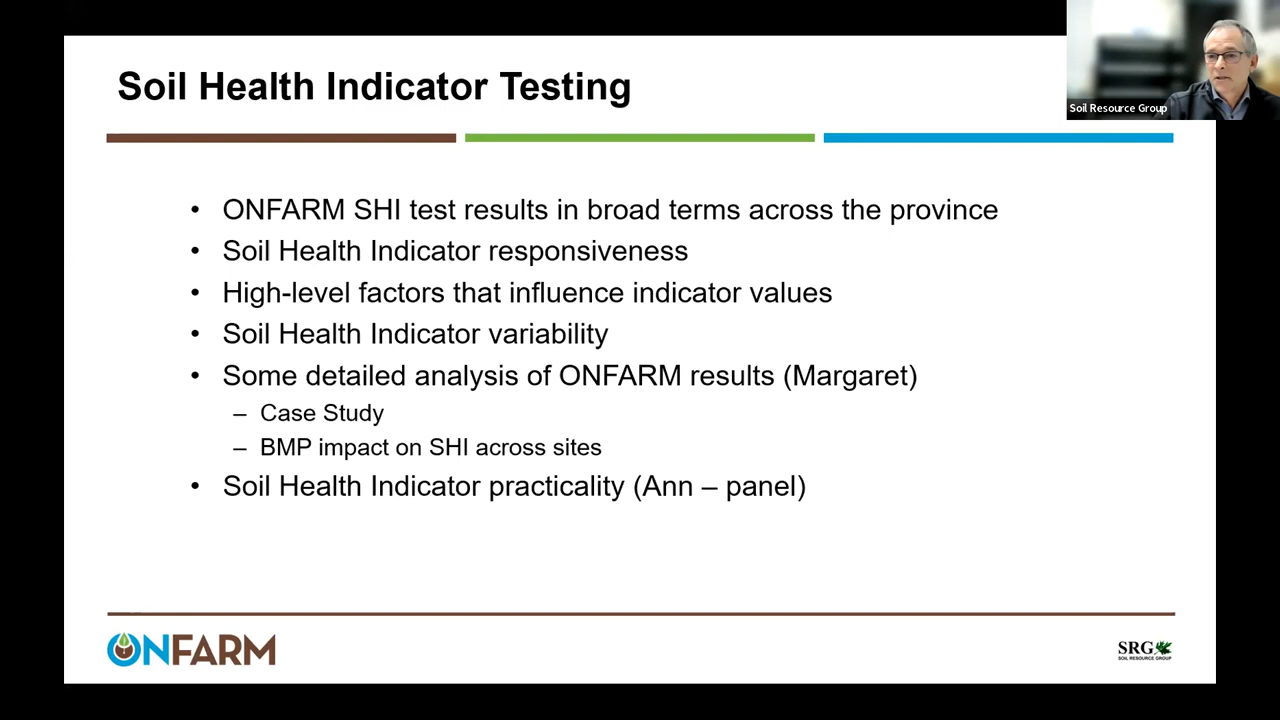 Soil Health Indicator Testing
Soil Resource Group
• ONFARM SHI test results in broad terms across the province
• Soil Health Indicator responsiveness
• High-level factors that influence indicator values
• Soil Health Indicator variability
• Some detailed analysis of ONFARM results (Margaret)
– Case Study
– BMP impact on SHI across sites
• Soil Health Indicator practicality (Ann – panel)
ONFARM
SRG
SOIL RESOURCE GROUP